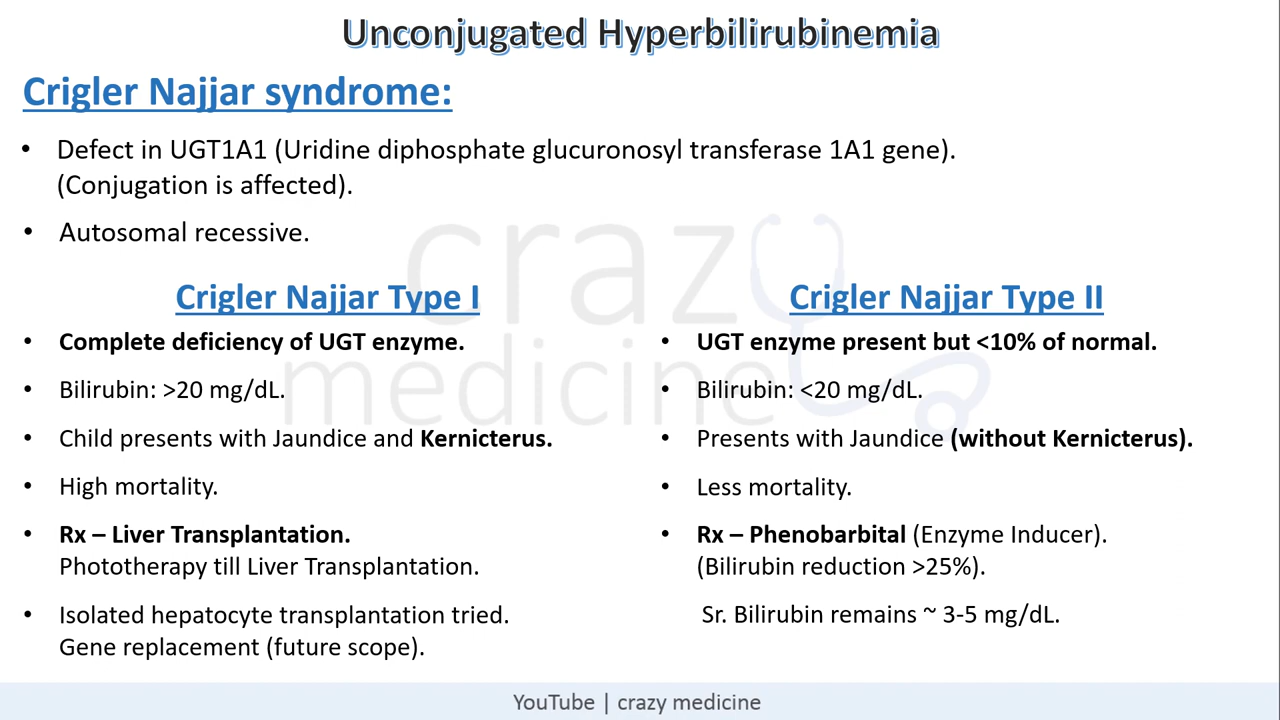 Unconjugated Hyperbilirubinemia
Crigler Najjar syndrome:
• Defect in UGT1A1 (Uridine diphosphate glucuronosyl transferase 1A1 gene).
(Conjugation is affected).
• Autosomal recessive.
crazy
medicine
Crigler Najjar Type I
• Complete deficiency of UGT enzyme.
• Bilirubin: >20 mg/dL.
• Child presents with Jaundice and Kernicterus.
• High mortality.
• Rx – Liver Transplantation.
Phototherapy till Liver Transplantation.
• Isolated hepatocyte transplantation tried.
Gene replacement (future scope).
Crigler Najjar Type II
• UGT enzyme present but <10% of normal.
• Bilirubin: <20 mg/dL.
• Presents with Jaundice (without Kernicterus).
• Less mortality.
• Rx – Phenobarbital (Enzyme Inducer).
(Bilirubin reduction >25%).
Sr. Bilirubin remains ~ 3-5 mg/dL.
YouTube | crazy medicine